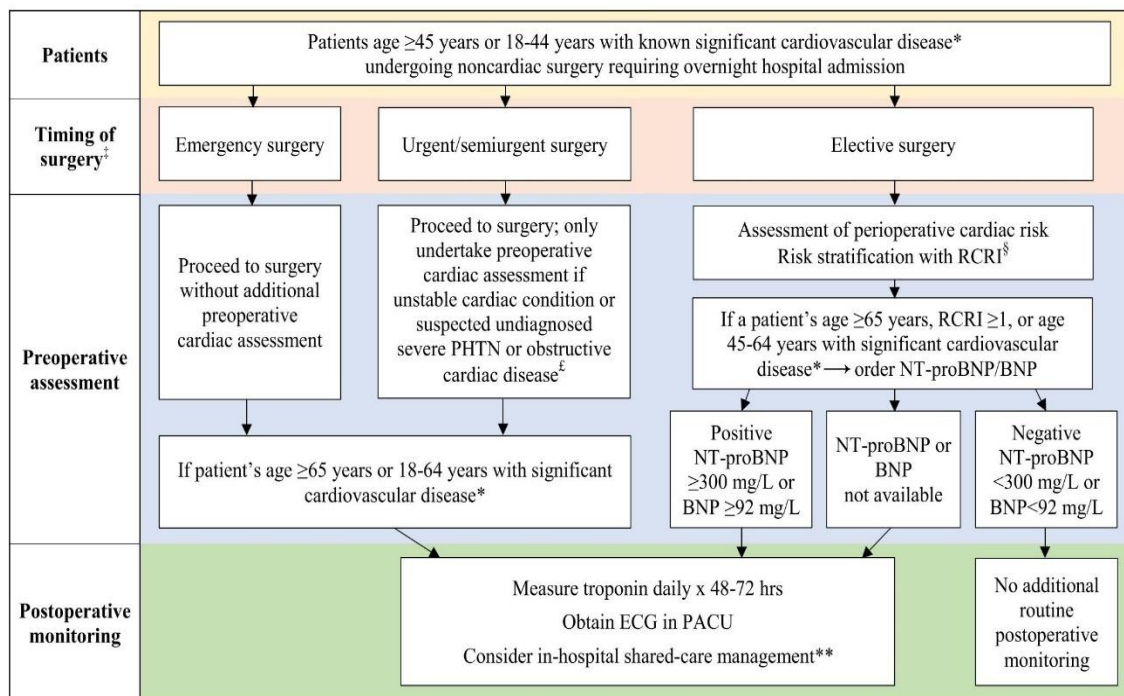 Patients
Patients age ≥45 years or 18-44 years with known significant cardiovascular disease*
undergoing noncardiac surgery requiring overnight hospital admission
Timing of
surgery‡
Emergency surgery
Urgent/semiurgent surgery
Elective surgery
Preoperative
assessment
Proceed to surgery
without additional
preoperative
cardiac assessment
Proceed to surgery; only
undertake preoperative
cardiac assessment if
unstable cardiac condition or
suspected undiagnosed
severe PHTN or obstructive
cardiac disease£
Assessment of perioperative cardiac risk
Risk stratification with RCRI§
If a patient's age ≥65 years, RCRI ≥1, or age
45-64 years with significant cardiovascular
disease* → order NT-proBNP/BNP
If patient's age ≥65 years or 18-64 years with significant
cardiovascular disease*
Positive
NT-proBNP
≥300 mg/L or
BNP ≥92 mg/L
NT-proBNP or
BNP
not available
Negative
NT-proBNP
<300 mg/L or
BNP<92 mg/L
Postoperative
monitoring
Measure troponin daily x 48-72 hrs
Obtain ECG in PACU
Consider in-hospital shared-care management**
No additional
routine
postoperative
monitoring